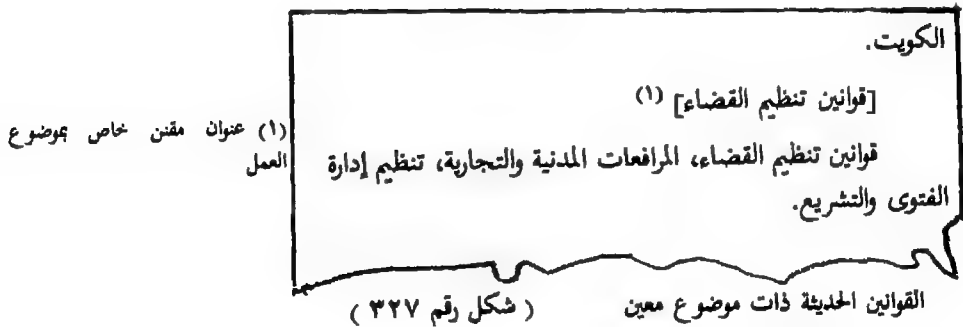 الكويت.
[قوانين تنظيم القضاء] (١)
قوانين تنظيم القضاء، المرافعات المدنية والتجارية، تنظيم إدارة
الفتوى والتشريع.
(١) عنوان مقنن خاص بموضوع
العمل
القوانين الحديثة ذات موضوع معين ( شكل رقم ٣٢٧ )